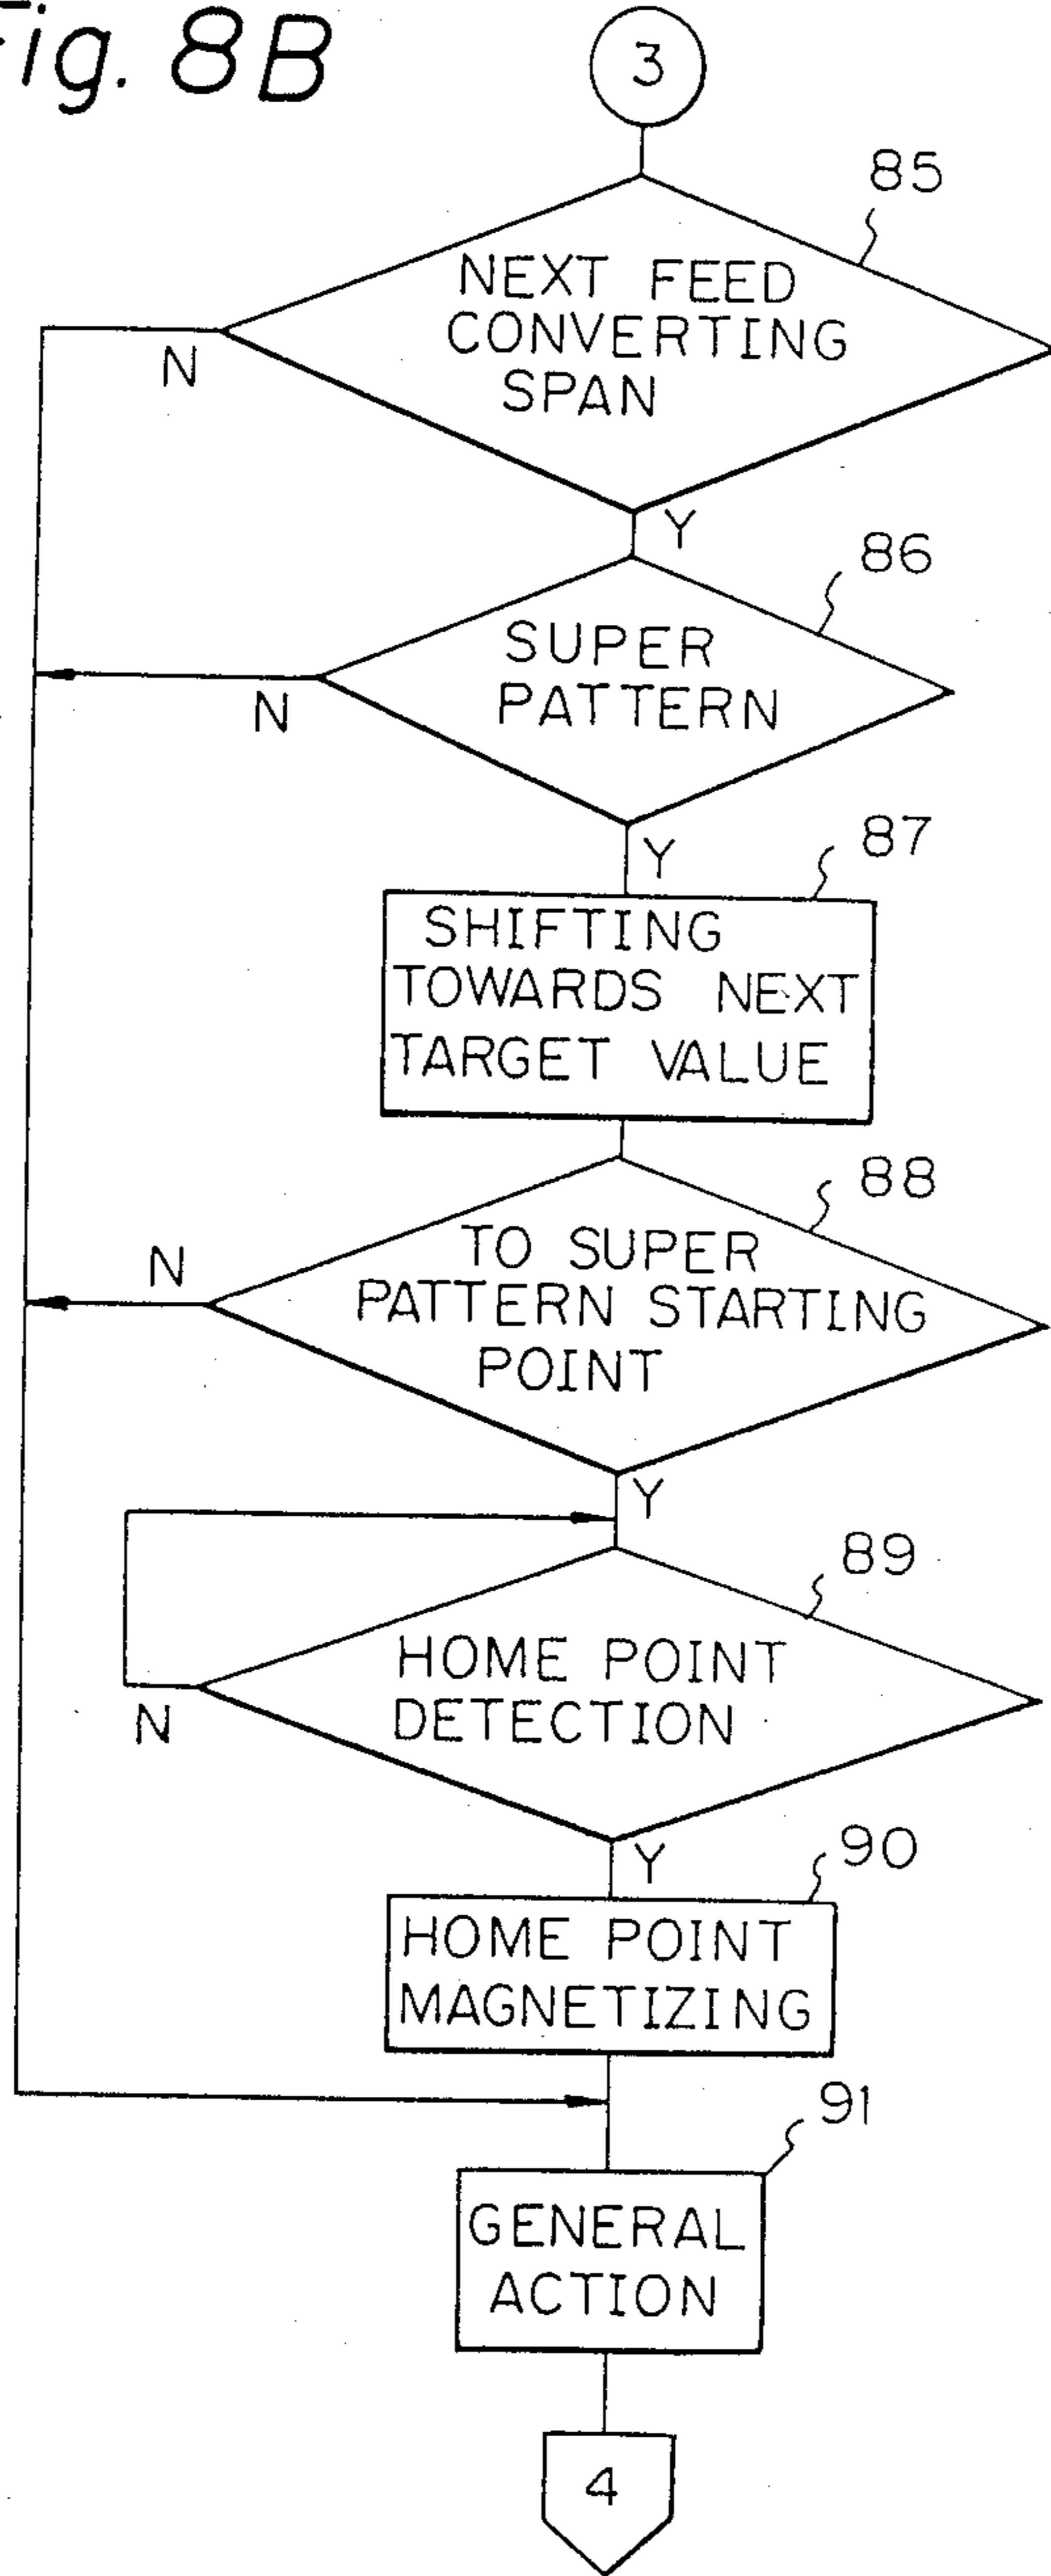 Fig. 8B
3
85
NEXT FEED
CONVERTING
SPAN
N
Y
86
SUPER
PATTERN
N
Y
87
SHIFTING
TOWARDS NEXT
TARGET VALUE
88
TO SUPER
PATTERN STARTING
POINT
N
Y
89
HOME POINT
DETECTION
N
Y
90
HOME POINT
MAGNETIZING
91
GENERAL
ACTION
4